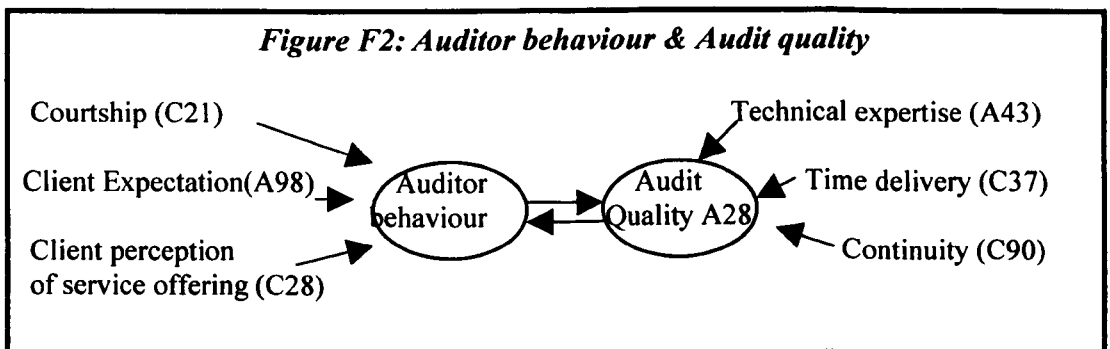 Figure F2: Auditor behaviour & Audit quality
Courtship (C21)
Client Expectation(A98)
Client perception
of service offering (C28)
Auditor
behaviour
Audit
Quality A28
Technical expertise (A43)
Time delivery (C37)
Continuity (C90)